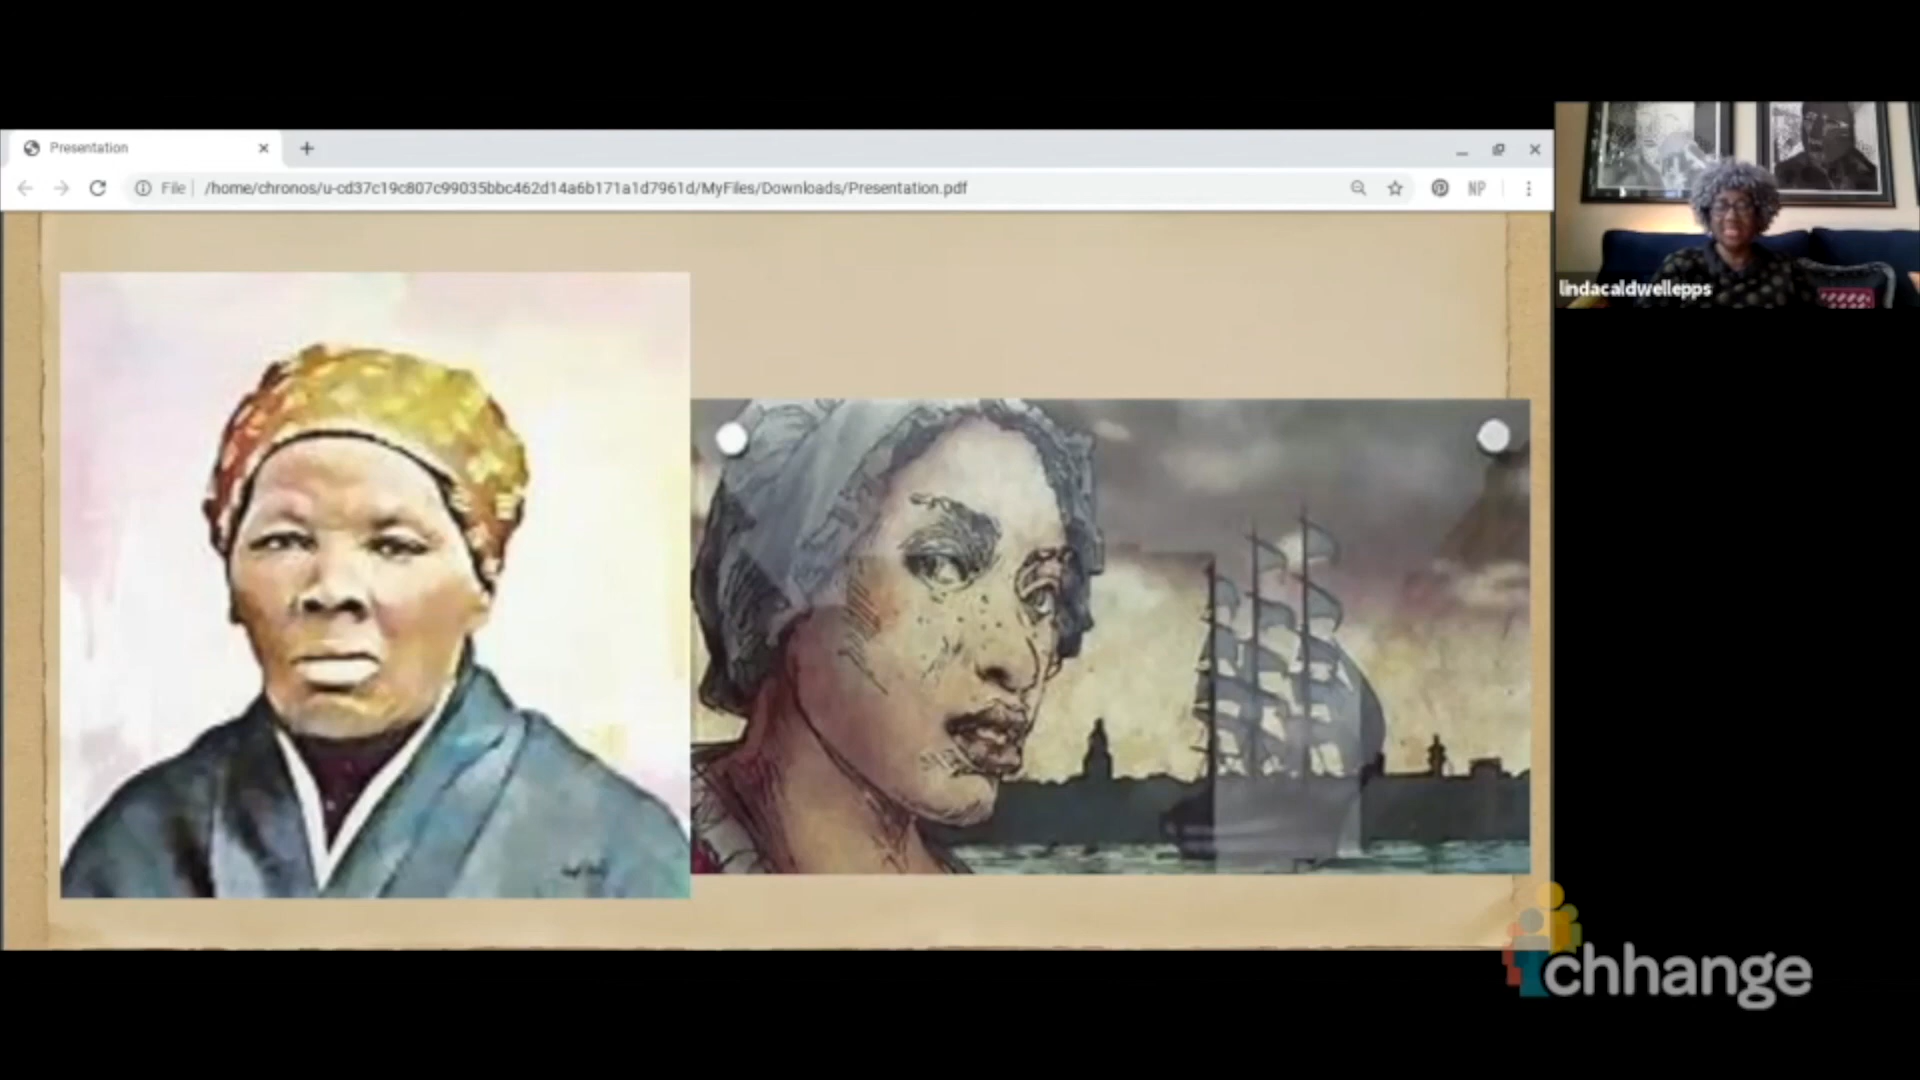 Presentation
File /home/chronos/u-cd37c19c807c99035bbc462d14a6b171a1d7961d/MyFiles/Downloads/Presentation.pdf
NP
lindacaldwellepps
chhange